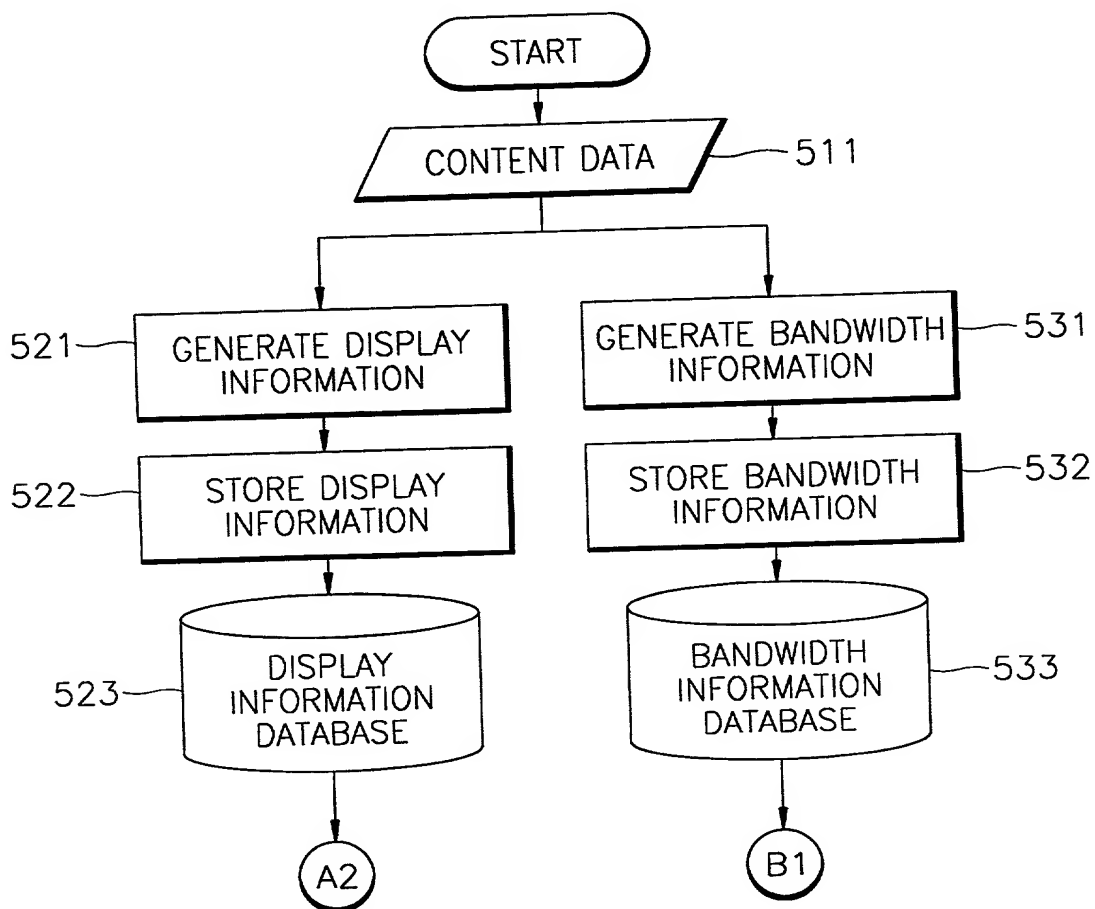 START
CONTENT DATA
511
521
GENERATE DISPLAY
INFORMATION
GENERATE BANDWIDTH
INFORMATION
531
522
STORE DISPLAY
INFORMATION
STORE BANDWIDTH
INFORMATION
532
523
DISPLAY
INFORMATION
DATABASE
BANDWIDTH
INFORMATION
DATABASE
533
A2
B1